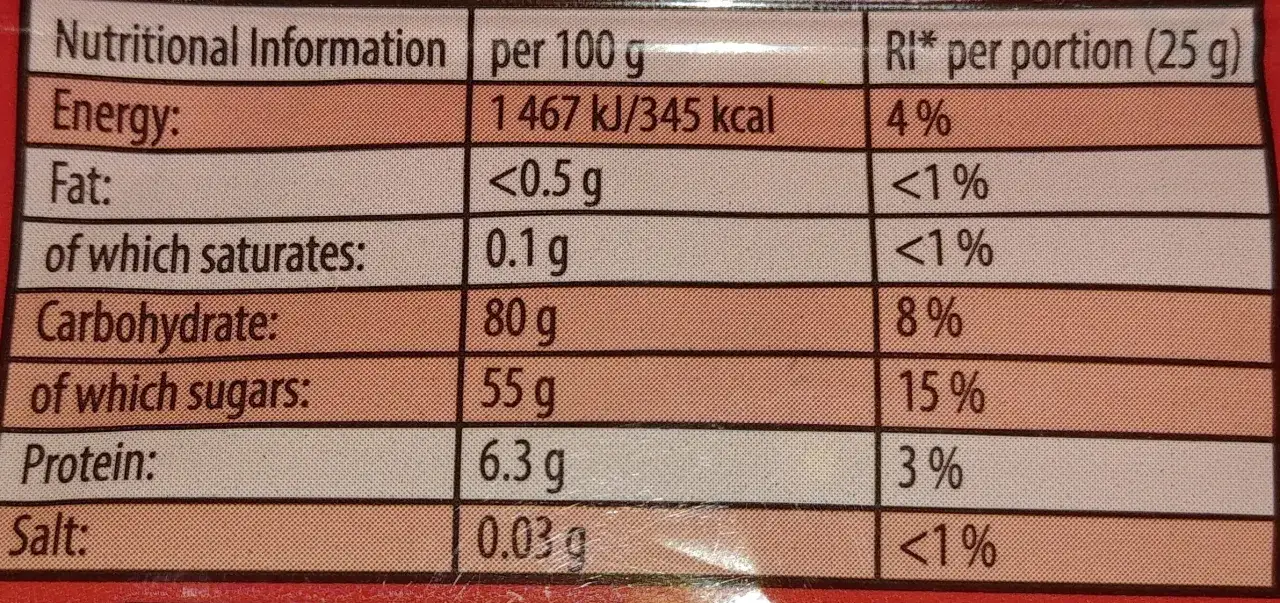 Nutritional Information per 100 g RI* per portion (25 g)
Energy: 1 467 kJ/345 kcal 4 %
Fat: <0.5 g <1 %
of which saturates: 0.1 g <1 %
Carbohydrate: 80 g 8 %
of which sugars: 55 g 15 %
Protein: 6.3 g 3 %
Salt: 0.03 g <1 %